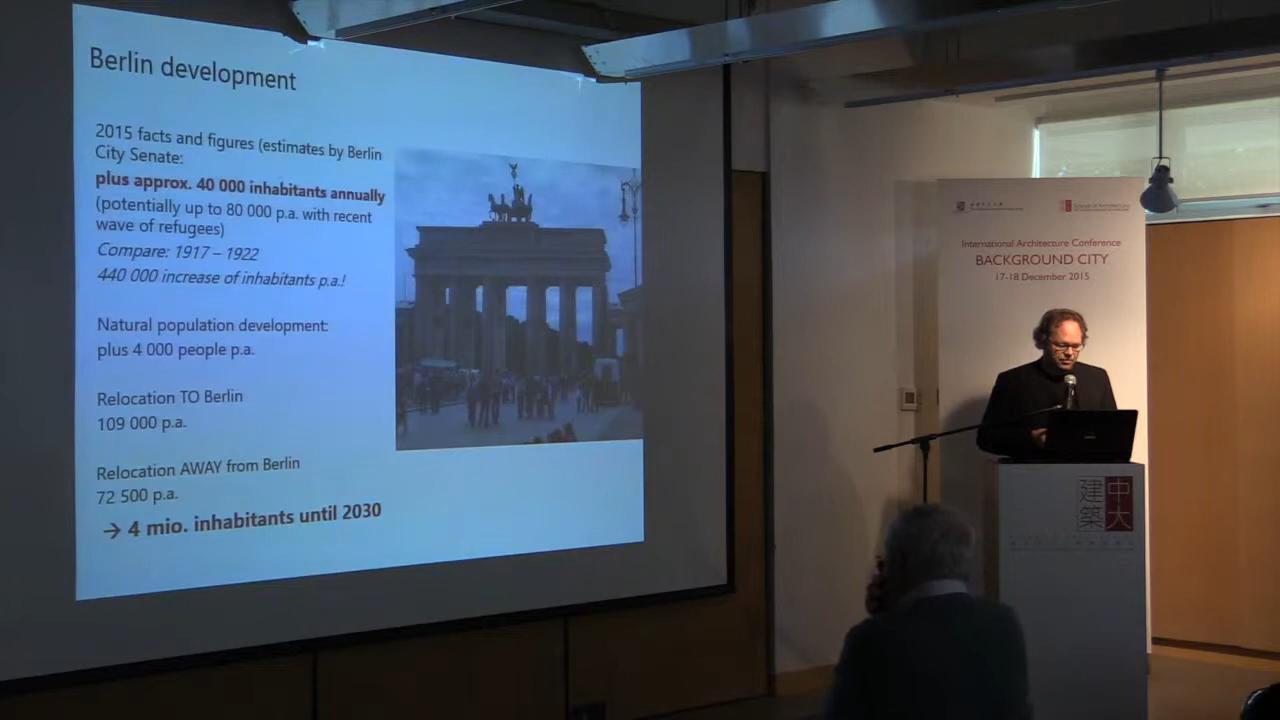 Berlin development
2015 facts and figures (estimates by Berlin
City Senate:
plus approx. 40 000 inhabitants annually
(potentially up to 80 000 p.a. with recent
wave of refugees)
Compare: 1917 – 1922
440 000 increase of inhabitants p.a.!
Natural population development:
plus 4 000 people p.a.
Relocation TO Berlin
109 000 p.a.
Relocation AWAY from Berlin
72 500 p.a.
→ 4 mio. inhabitants until 2030
School of Architecture
International Architecture Conference
BACKGROUND CITY
17-18 December 2015
建築
中大